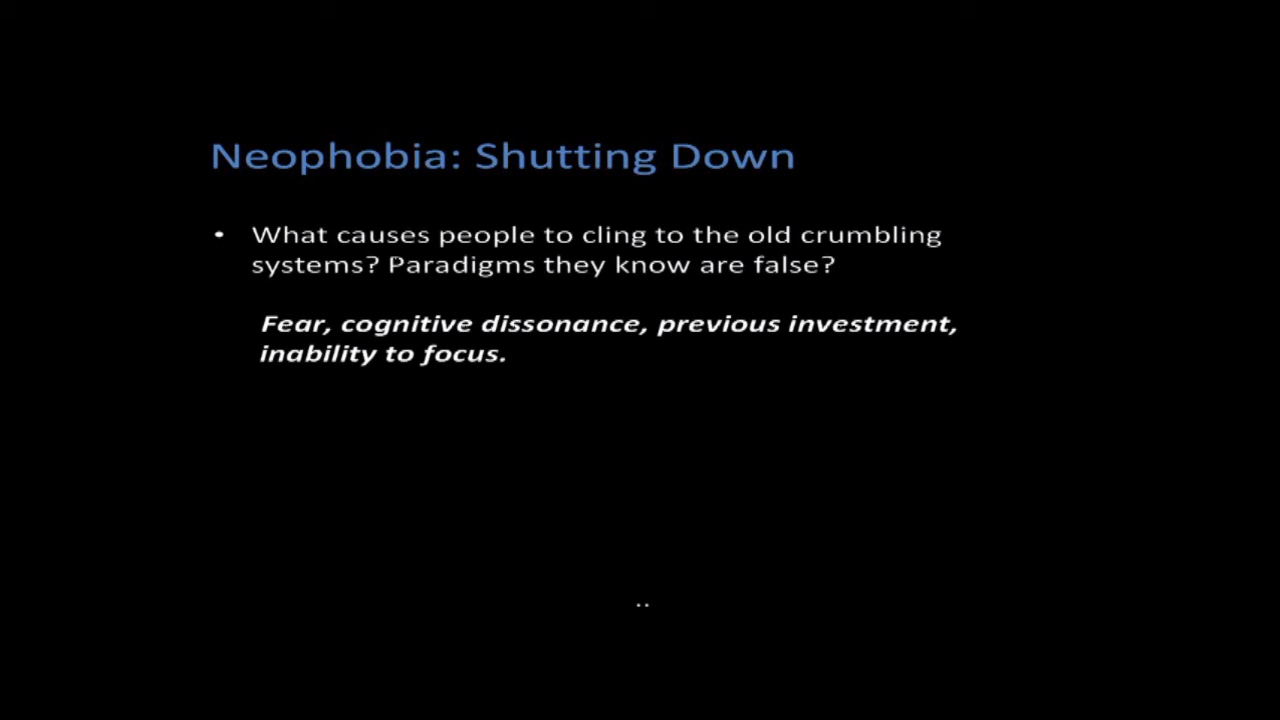 Neophobia: Shutting Down
• What causes people to cling to the old crumbling
systems? Paradigms they know are false?
Fear, cognitive dissonance, previous investment,
inability to focus.
..